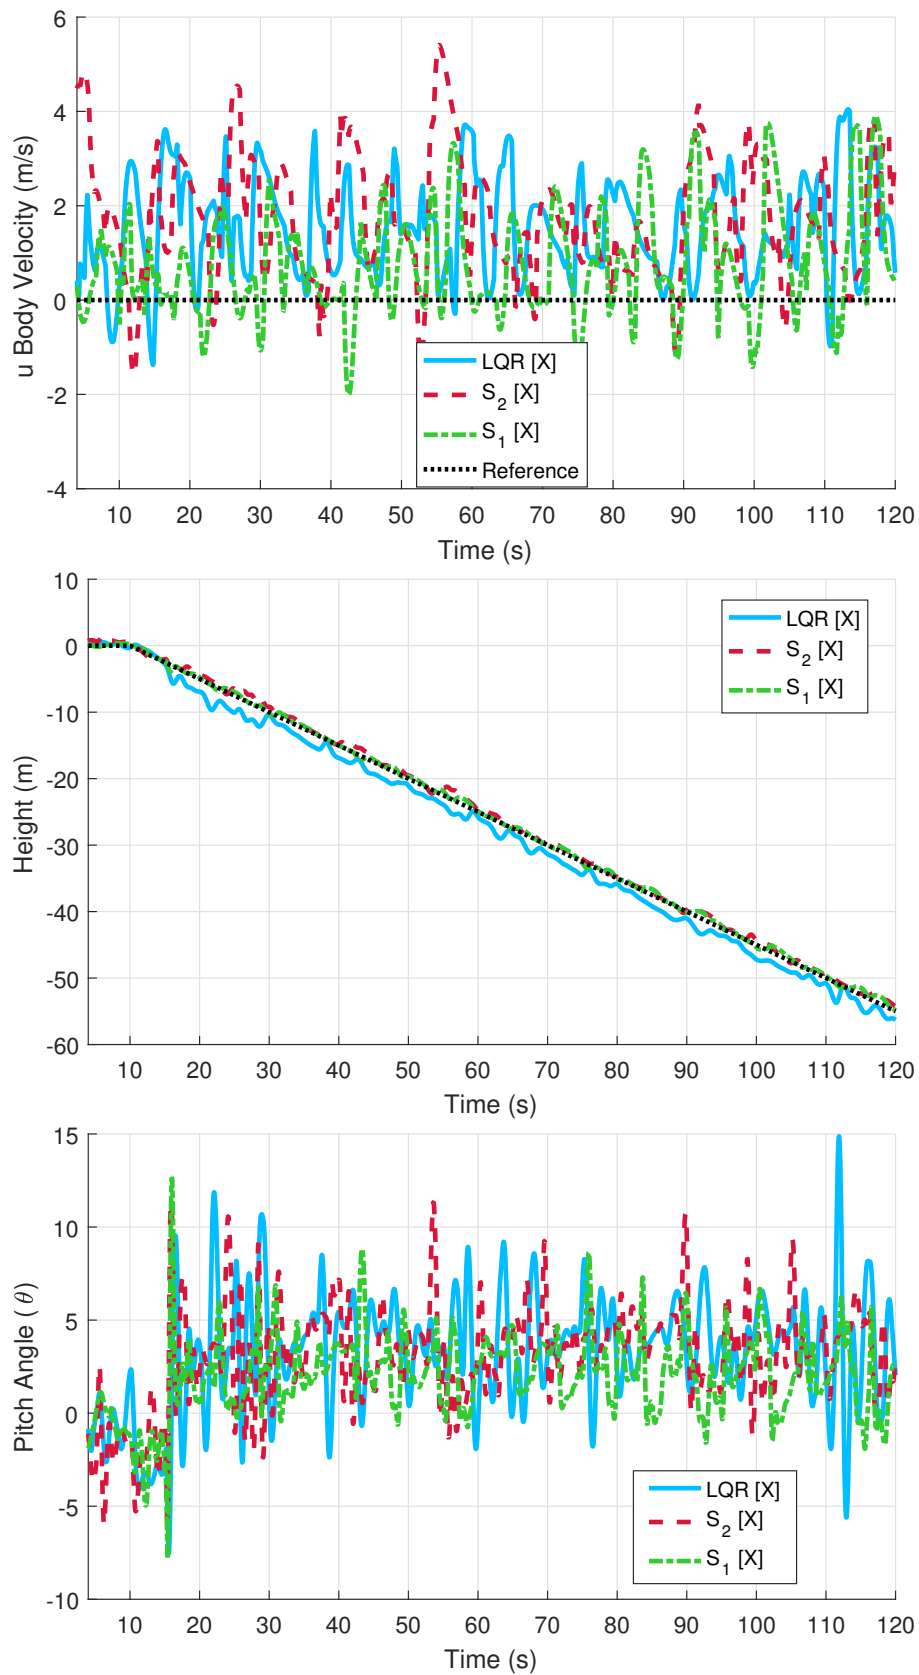 6
4
2
0
-2
-4
u Body Velocity (m/s)
LQR [X]
S2 [X]
S1 [X]
Reference
10 20 30 40 50 60 70 80 90 100 110 120
Time (s)
10
0
-10
-20
-30
-40
-50
-60
Height (m)
LQR [X]
S2 [X]
S1 [X]
10 20 30 40 50 60 70 80 90 100 110 120
Time (s)
15
10
5
0
-5
-10
Pitch Angle (θ)
LQR [X]
S2 [X]
S1 [X]
10 20 30 40 50 60 70 80 90 100 110 120
Time (s)